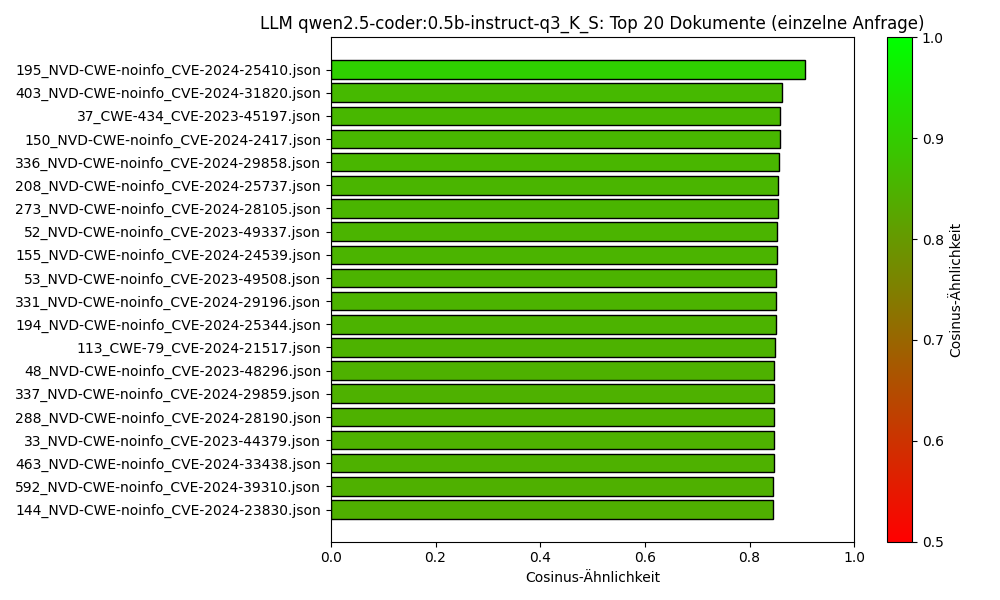 LLM qwen2.5-coder:0.5b-instruct-q3_K_S: Top 20 Dokumente (einzelne Anfrage)
195_NVD-CWE-noinfo_CVE-2024-25410.json
403_NVD-CWE-noinfo_CVE-2024-31820.json
37_CWE-434_CVE-2023-45197.json
150_NVD-CWE-noinfo_CVE-2024-2417.json
336_NVD-CWE-noinfo_CVE-2024-29858.json
208_NVD-CWE-noinfo_CVE-2024-25737.json
273_NVD-CWE-noinfo_CVE-2024-28105.json
52_NVD-CWE-noinfo_CVE-2023-49337.json
155_NVD-CWE-noinfo_CVE-2024-24539.json
53_NVD-CWE-noinfo_CVE-2023-49508.json
331_NVD-CWE-noinfo_CVE-2024-29196.json
194_NVD-CWE-noinfo_CVE-2024-25344.json
113_CWE-79_CVE-2024-21517.json
48_NVD-CWE-noinfo_CVE-2023-48296.json
337_NVD-CWE-noinfo_CVE-2024-29859.json
288_NVD-CWE-noinfo_CVE-2024-28190.json
33_NVD-CWE-noinfo_CVE-2023-44379.json
463_NVD-CWE-noinfo_CVE-2024-33438.json
592_NVD-CWE-noinfo_CVE-2024-39310.json
144_NVD-CWE-noinfo_CVE-2024-23830.json
0.0 0.2 0.4 0.6 0.8 1.0
Cosinus-Ähnlichkeit
1.0
0.9
0.8
0.7
0.6
0.5
Cosinus-Ähnlichkeit